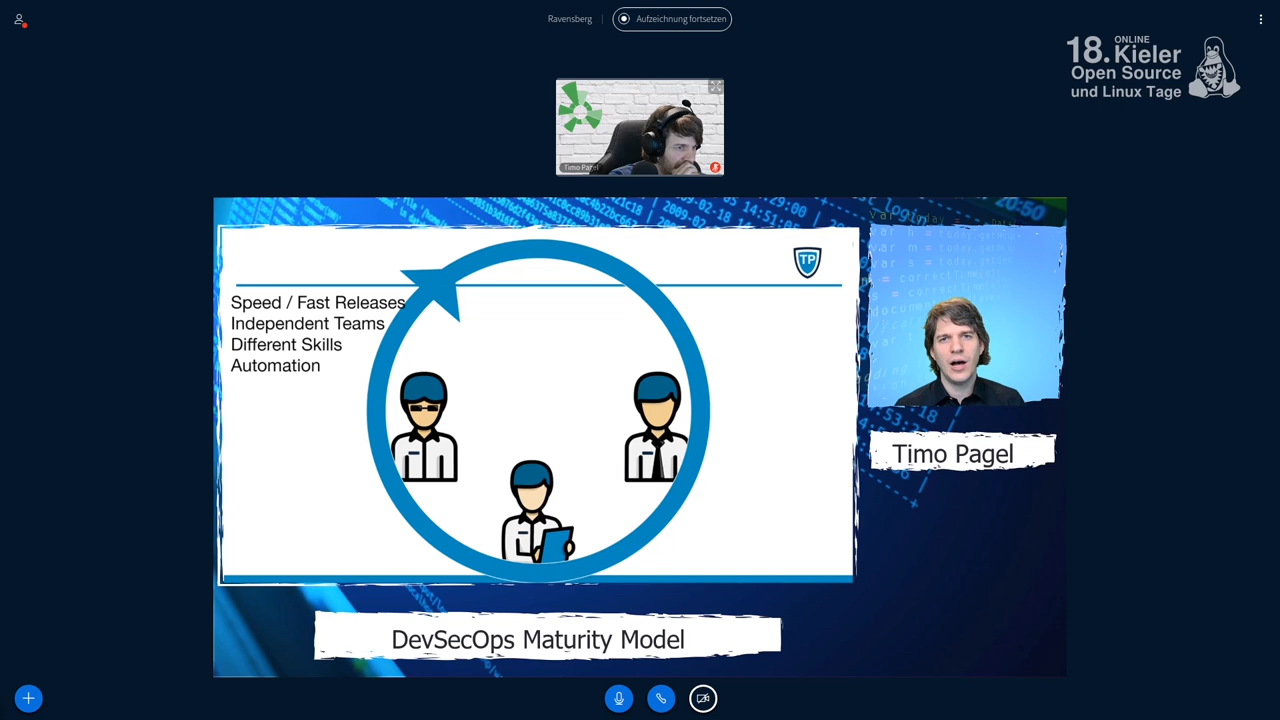 Ravensberg
Aufzeichnung fortsetzen
ONLINE
18. Kieler
Open Source
und Linux Tage
Timo Pagel
TP
Speed / Fast Releases
Independent Teams
Different Skills
Automation
Timo Pagel
DevSecOps Maturity Model